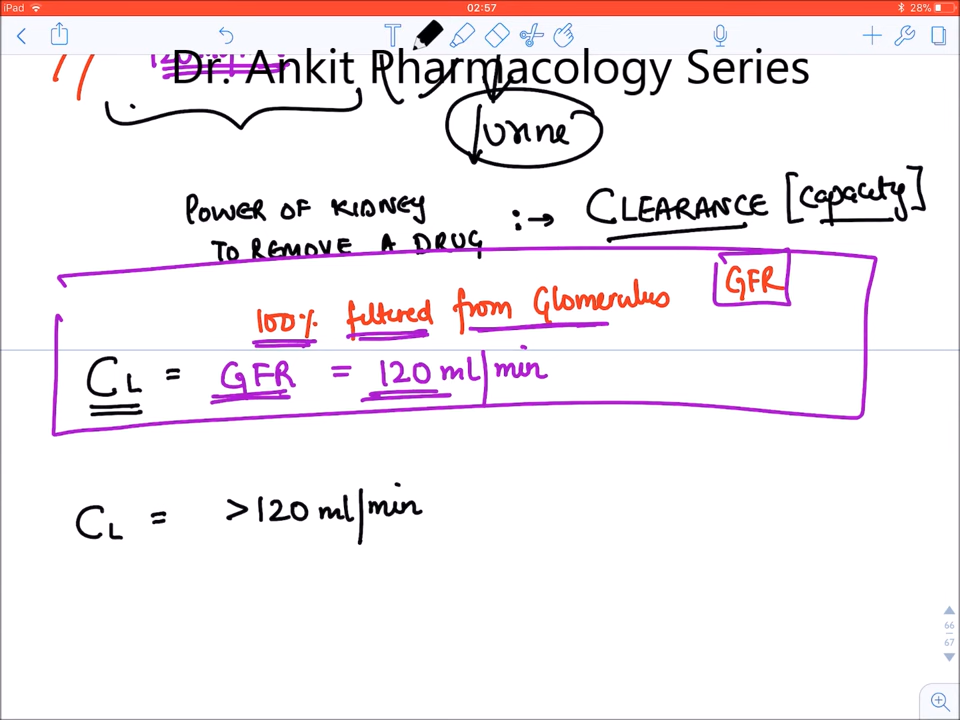 iPad 02:57 28%
T
Dr. Ankit Pharmacology Series
urine
POWER OF KIDNEY :→ CLEARANCE [capacity]
TO REMOVE A DRUG
100% filtered from Glomerulus GFR
CL = GFR = 120 ml/min
CL = >120 ml/min
66
67